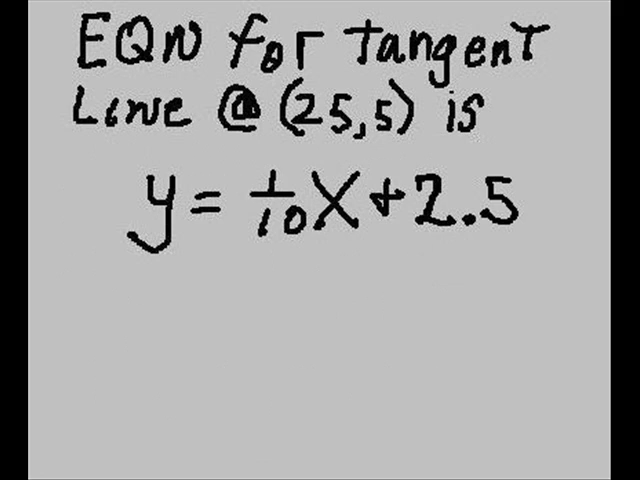 EQN for tangent
Line @ (25,5) is
y = 1/10 X + 2.5